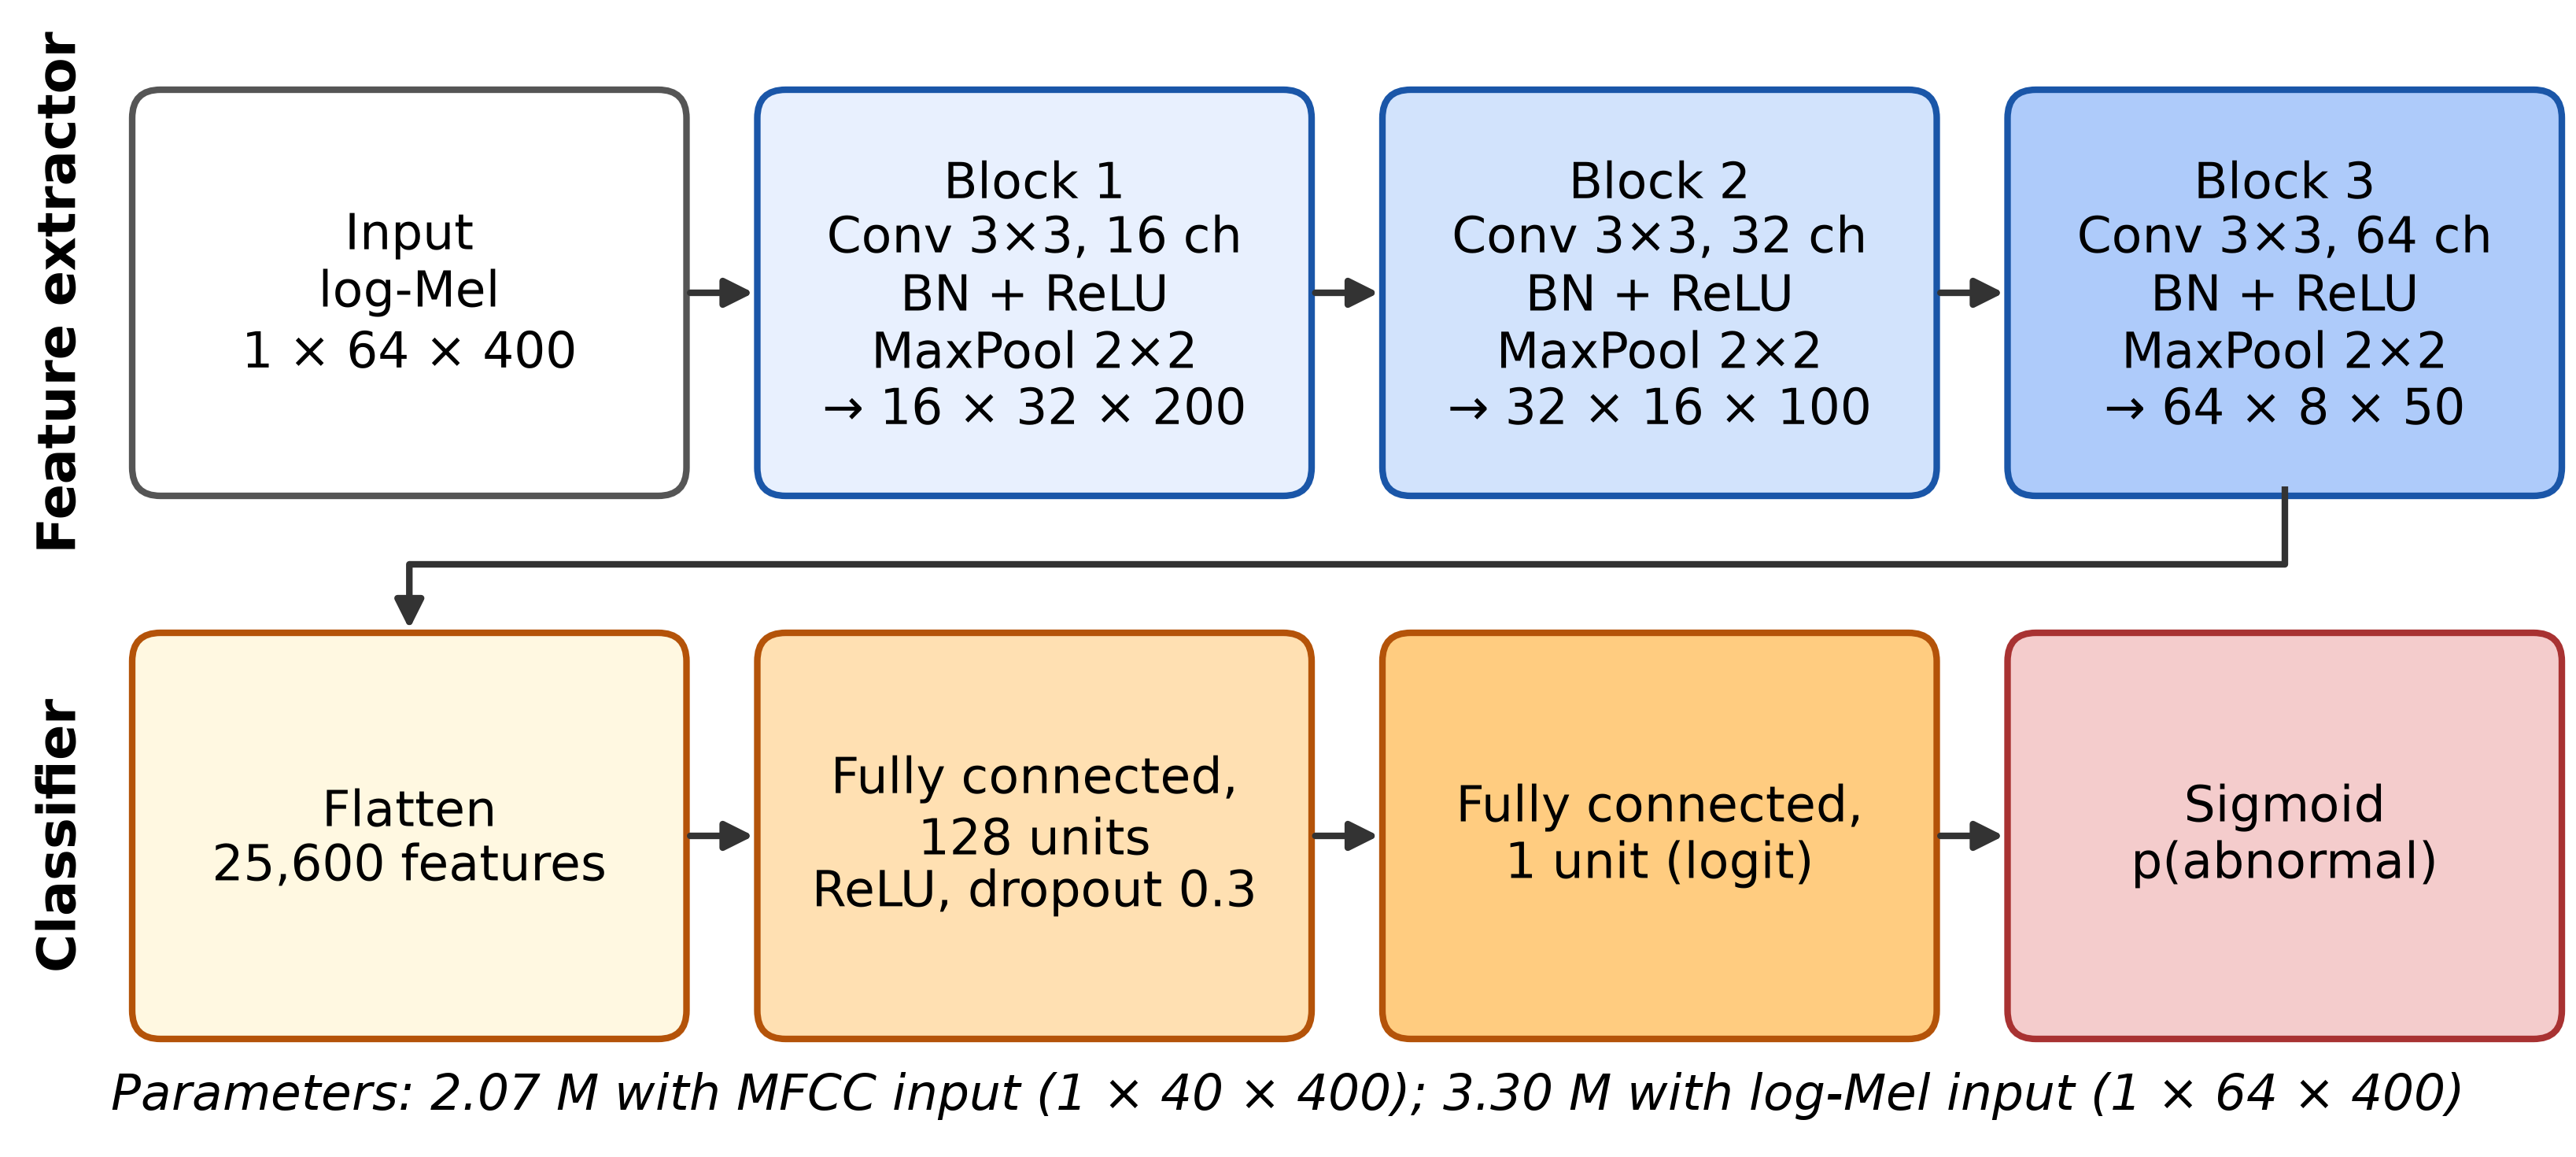 Feature extractor
Input
log-Mel
1 × 64 × 400
Block 1
Conv 3×3, 16 ch
BN + ReLU
MaxPool 2×2
→ 16 × 32 × 200
Block 2
Conv 3×3, 32 ch
BN + ReLU
MaxPool 2×2
→ 32 × 16 × 100
Block 3
Conv 3×3, 64 ch
BN + ReLU
MaxPool 2×2
→ 64 × 8 × 50
Classifier
Flatten
25,600 features
Fully connected,
128 units
ReLU, dropout 0.3
Fully connected,
1 unit (logit)
Sigmoid
p(abnormal)
Parameters: 2.07 M with MFCC input (1 × 40 × 400); 3.30 M with log-Mel input (1 × 64 × 400)